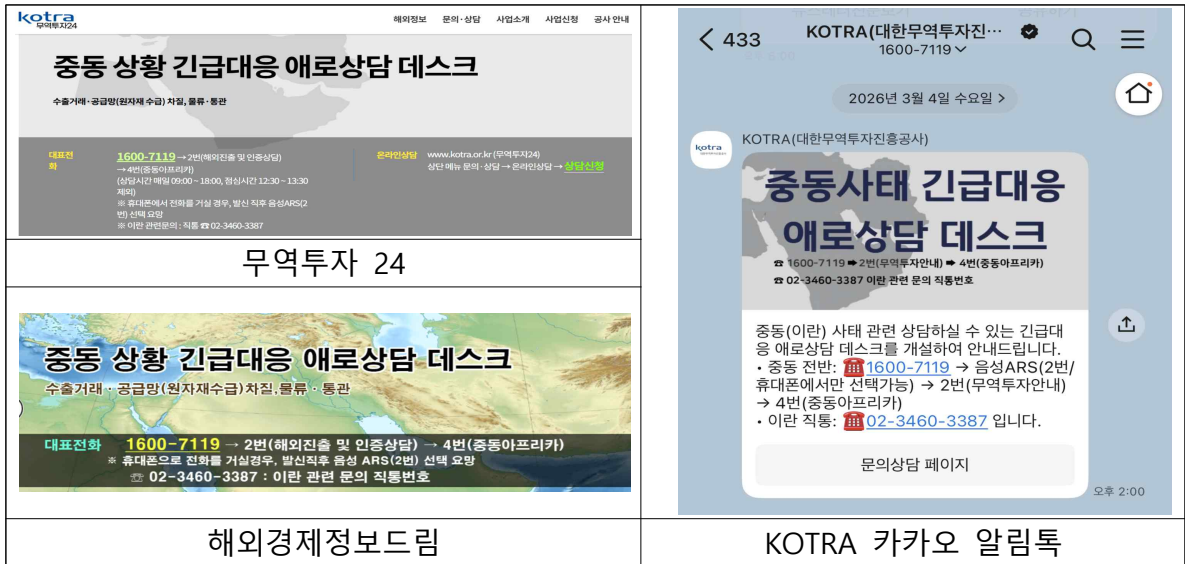 kotra
무역투자24
해외정보 문의·상담 사업소개 사업신청 공사 안내
중동 상황 긴급대응 애로상담 데스크
수출거래·공급망(원자재 수급) 차질, 물류·통관
대표전
화
1600-7119 → 2번(해외진출 및 인증상담)
→ 4번(중동아프리카)
(상담시간 매일 09:00 ~ 18:00, 점심시간 12:30 ~ 13:30
제외)
※ 휴대폰에서 전화를 거실 경우, 발신 직후 음성ARS(2
번) 선택 요망
※ 이란 관련문의 : 직통 ☎ 02-3460-3387
온라인상담 www.kotra.or.kr (무역투자24)
상단 메뉴 문의·상담 → 온라인상담 → 상담신청
무역투자 24
중동 상황 긴급대응 애로상담 데스크
수출거래·공급망(원자재수급)차질,물류·통관
대표전화 1600-7119 → 2번(해외진출 및 인증상담) → 4번(중동아프리카)
※ 휴대폰으로 전화를 거실경우, 발신직후 음성 ARS(2번) 선택 요망
☏ 02-3460-3387 : 이란 관련 문의 직통번호
해외경제정보드림
433
KOTRA(대한무역투자진…
1600-7119
2026년 3월 4일 수요일 >
kotra
KOTRA(대한무역투자진흥공사)
중동사태 긴급대응
애로상담 데스크
☎ 1600-7119 ➡ 2번(무역투자안내) ➡ 4번(중동아프리카)
☎ 02-3460-3387 이란 관련 문의 직통번호
중동(이란) 사태 관련 상담하실 수 있는 긴급대
응 애로상담 데스크를 개설하여 안내드립니다.
• 중동 전반: ☎️1600-7119 → 음성ARS(2번/
휴대폰에서만 선택가능) → 2번(무역투자안내)
→ 4번(중동아프리카)
• 이란 직통: ☎️02-3460-3387 입니다.
문의상담 페이지
오후 2:00
KOTRA 카카오 알림톡